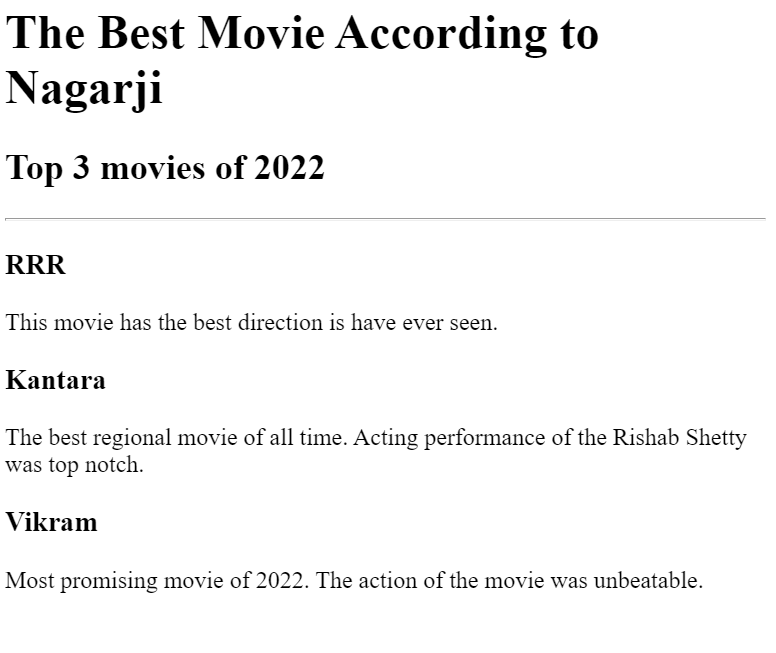 The Best Movie According to
Nagarji
Top 3 movies of 2022
RRR
This movie has the best direction is have ever seen.
Kantara
The best regional movie of all time. Acting performance of the Rishab Shetty
was top notch.
Vikram
Most promising movie of 2022. The action of the movie was unbeatable.